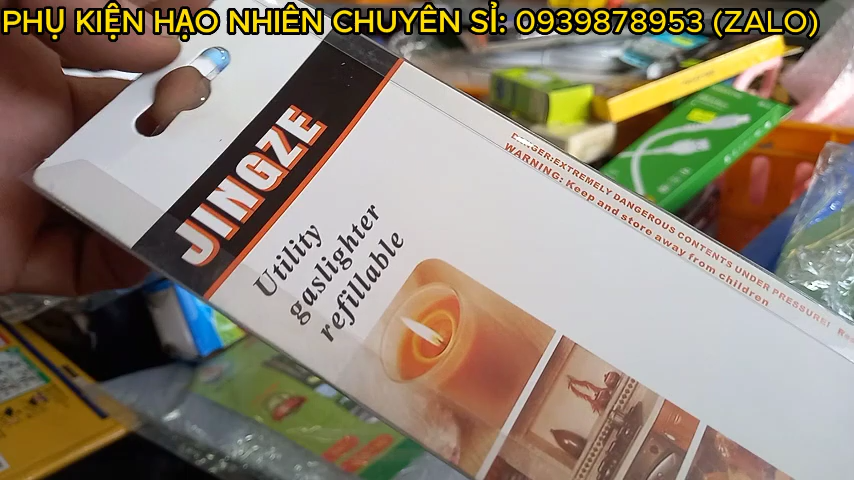 PHỤ KIỆN HẠO NHIÊN CHUYÊN SỈ: 0939878953 (ZALO)
JINGZE
Utility
gaslighter
refillable
DANGER:EXTREMELY DANGEROUS CONTENTS UNDER PRESSURE!
WARNING: Keep and store away from children